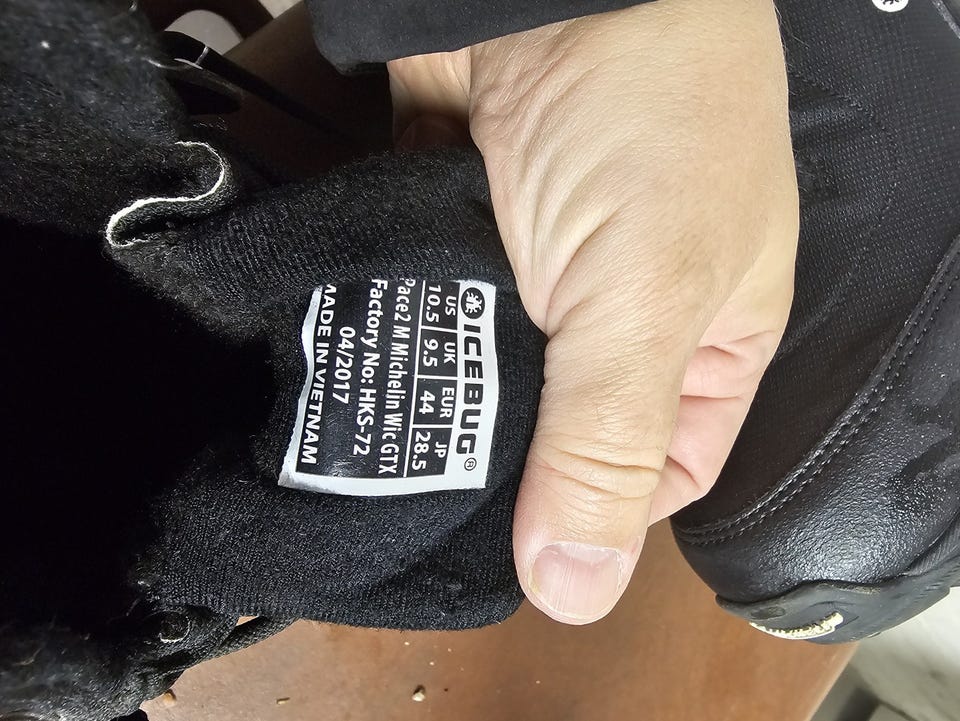 ICEBUG®
US UK EUR JP
10.5 9.5 44 28.5
Pace2 M Michelin Wic GTX
Factory No: HKS-72
04/2017
MADE IN VIETNAM